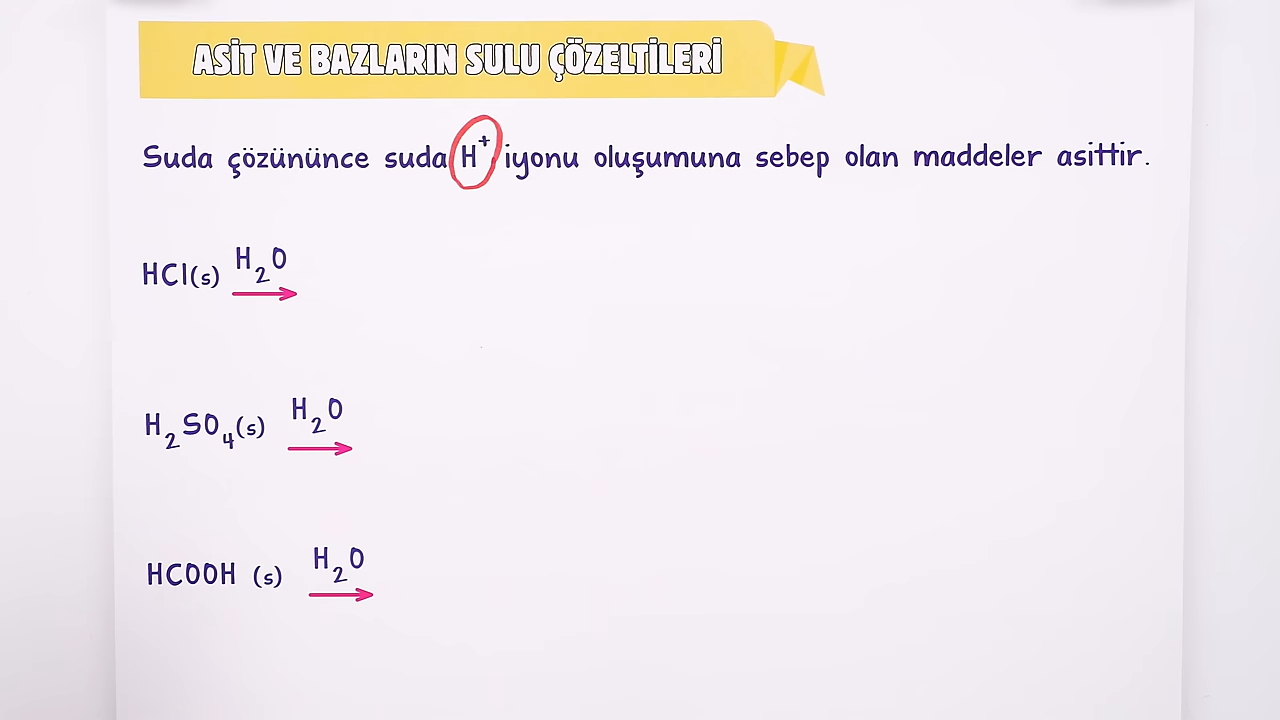 ASİT VE BAZLARIN SULU ÇÖZELTİLERİ
Suda çözününce suda H⁺ iyonu oluşumuna sebep olan maddeler asittir.
HCl(s) H₂O →
H₂SO₄(s) H₂O →
HCOOH (s) H₂O →